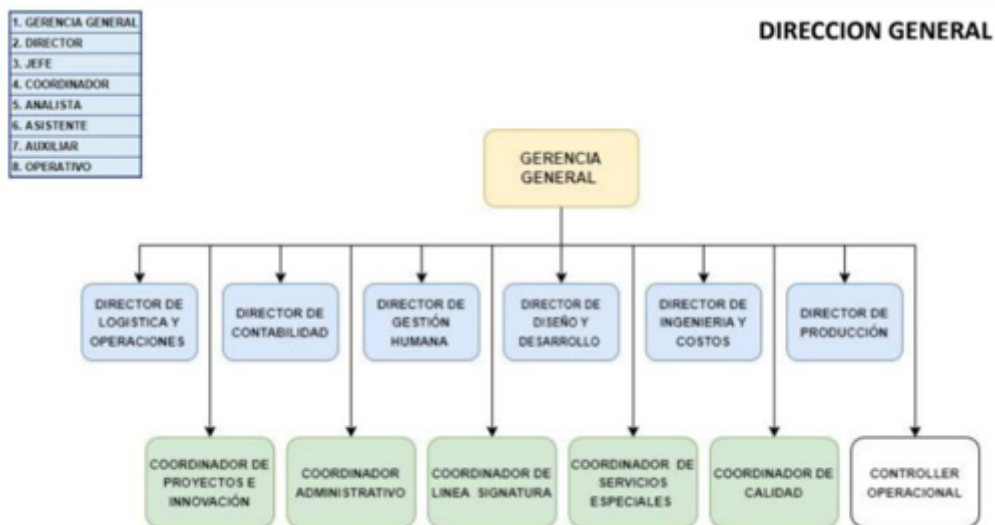 1. GERENCIA GENERAL
2. DIRECTOR
3. JEFE
4. COORDINADOR
5. ANALISTA
6. ASISTENTE
7. AUXILIAR
8. OPERATIVO
DIRECCION GENERAL
GERENCIA
GENERAL
DIRECTOR DE
LOGISTICA Y
OPERACIONES
DIRECTOR DE
CONTABILIDAD
DIRECTOR DE
GESTIÓN
HUMANA
DIRECTOR DE
DISEÑO Y
DESARROLLO
DIRECTOR DE
INGENIERIA Y
COSTOS
DIRECTOR DE
PRODUCCIÓN
COORDINADOR DE
PROYECTOS E
INNOVACIÓN
COORDINADOR
ADMINISTRATIVO
COORDINADOR DE
LINEA SIGNATURA
COORDINADOR DE
SERVICIOS
ESPECIALES
COORDINADOR DE
CALIDAD
CONTROLLER
OPERACIONAL